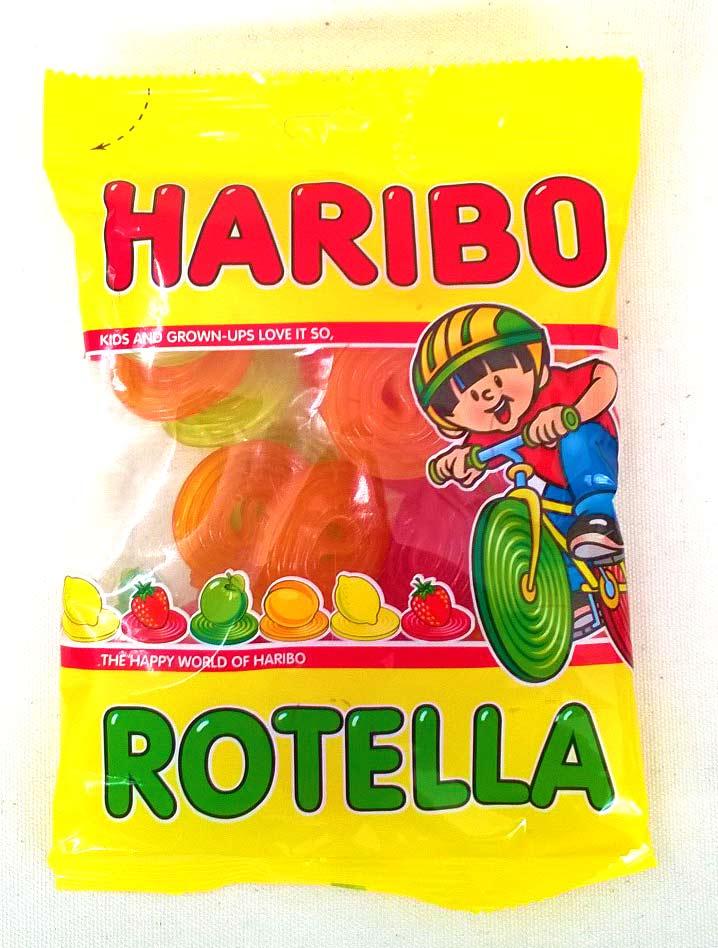 HARIBO
KIDS AND GROWN-UPS LOVE IT SO,
THE HAPPY WORLD OF HARIBO
ROTELLA